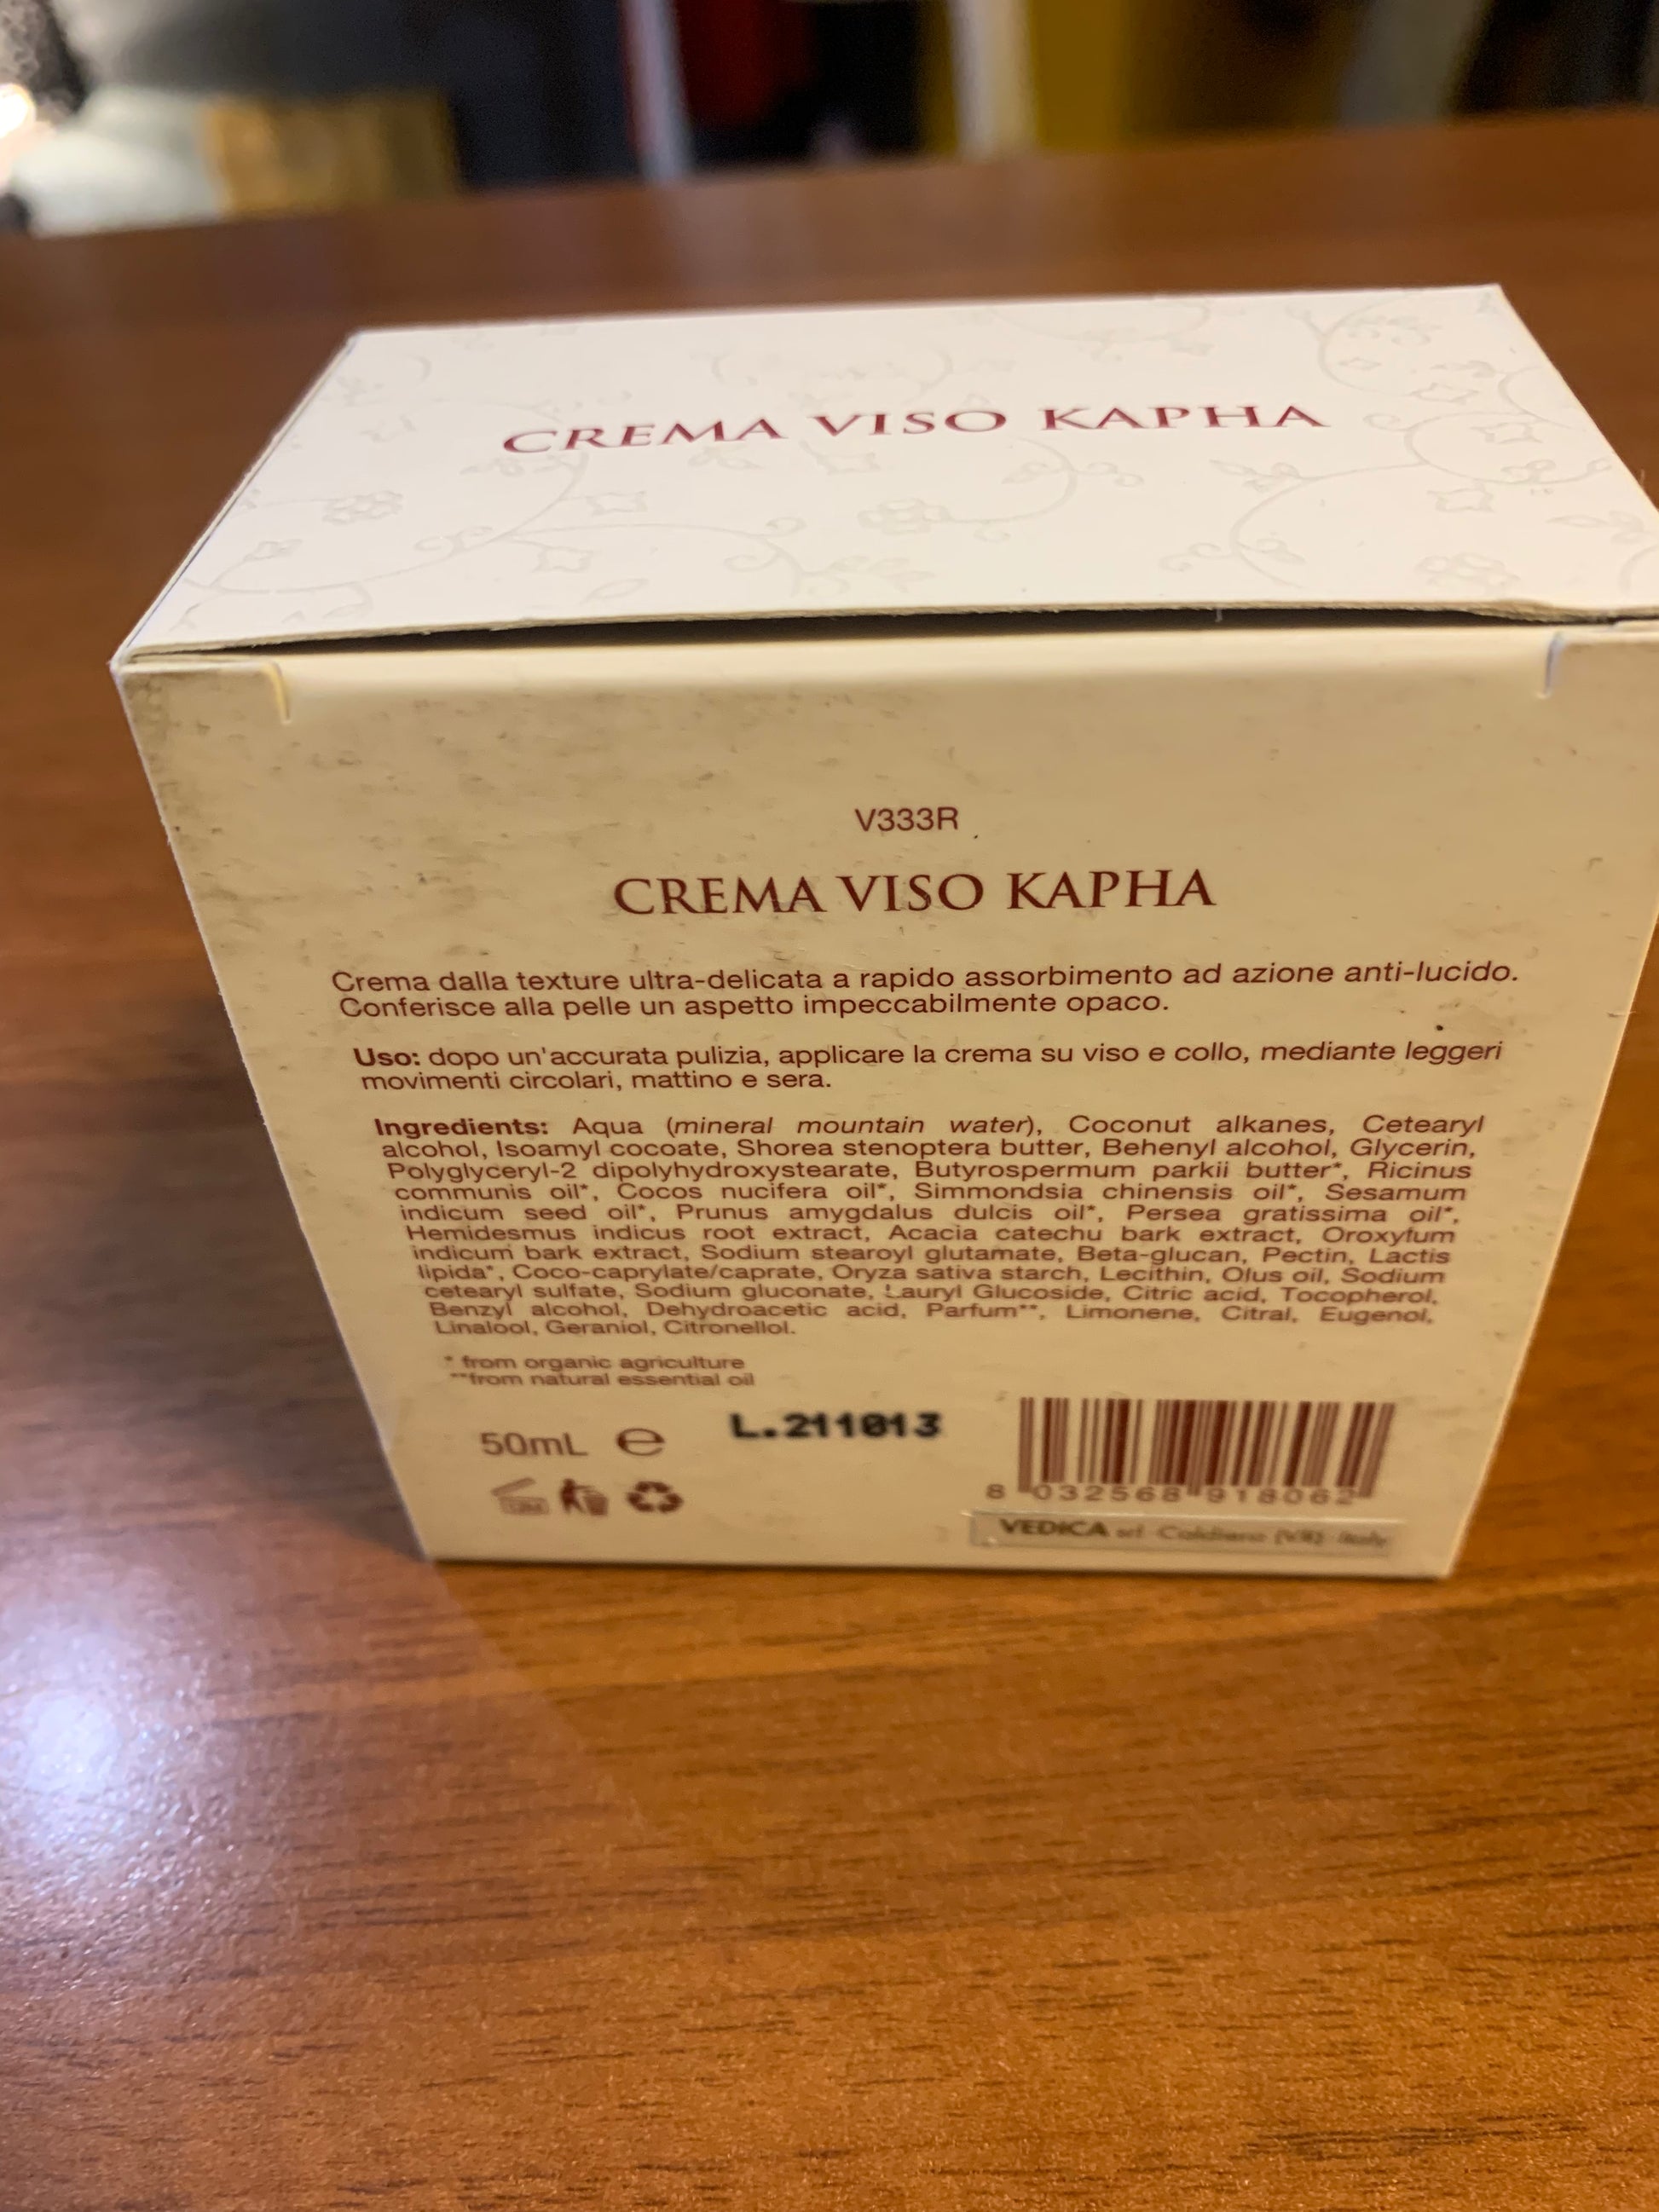 CREMA VISO KAPHA
V333R
CREMA VISO KAPHA
Crema dalla texture ultra-delicata a rapido assorbimento ad azione anti-lucido.
Conferisce alla pelle un aspetto impeccabilmente opaco.
Uso: dopo un'accurata pulizia, applicare la crema su viso e collo, mediante leggeri
movimenti circolari, mattino e sera.
Ingredients: Aqua (mineral mountain water), Coconut alkanes, Cetearyl
alcohol, Isoamyl cocoate, Shorea stenoptera butter, Behenyl alcohol, Glycerin,
Polyglyceryl-2 dipolyhydroxystearate, Butyrospermum parkii butter*, Ricinus
communis oil*, Cocos nucifera oil*, Simmondsia chinensis oil*, Sesamum
indicum seed oil*, Prunus amygdalus dulcis oil*, Persea gratissima oil*,
Hemidesmus indicus root extract, Acacia catechu bark extract, Oroxylum
indicum bark extract, Sodium stearoyl glutamate, Beta-glucan, Pectin, Lactis
lipida*, Coco-caprylate/caprate, Oryza sativa starch, Lecithin, Olus oil, Sodium
cetearyl sulfate, Sodium gluconate, Lauryl Glucoside, Citric acid, Tocopherol,
Benzyl alcohol, Dehydroacetic acid, Parfum**, Limonene, Citral, Eugenol,
Linalool, Geraniol, Citronellol.
* from organic agriculture
**from natural essential oil
50mL e L.211013
8 032568 918062
VEDICA srl Caldiero (VR) Italy